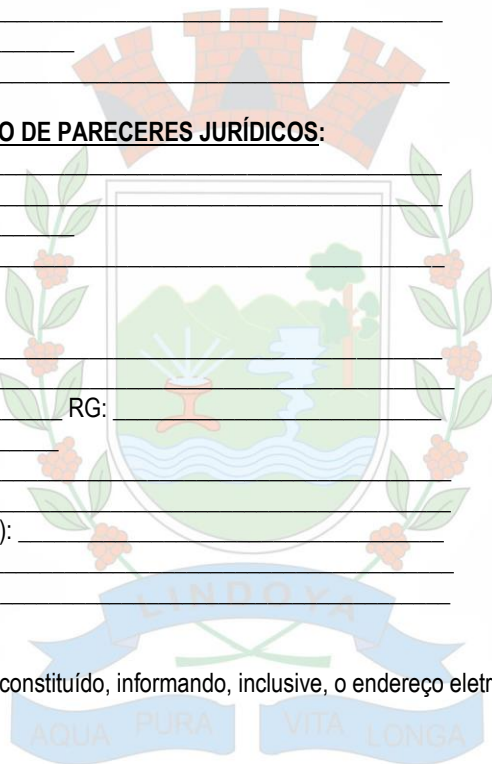 O DE PARECERES JURÍDICOS:
RG:
):
LINDOYA
constituído, informando, inclusive, o endereço eletr
AQUA PURA VITA LONGA